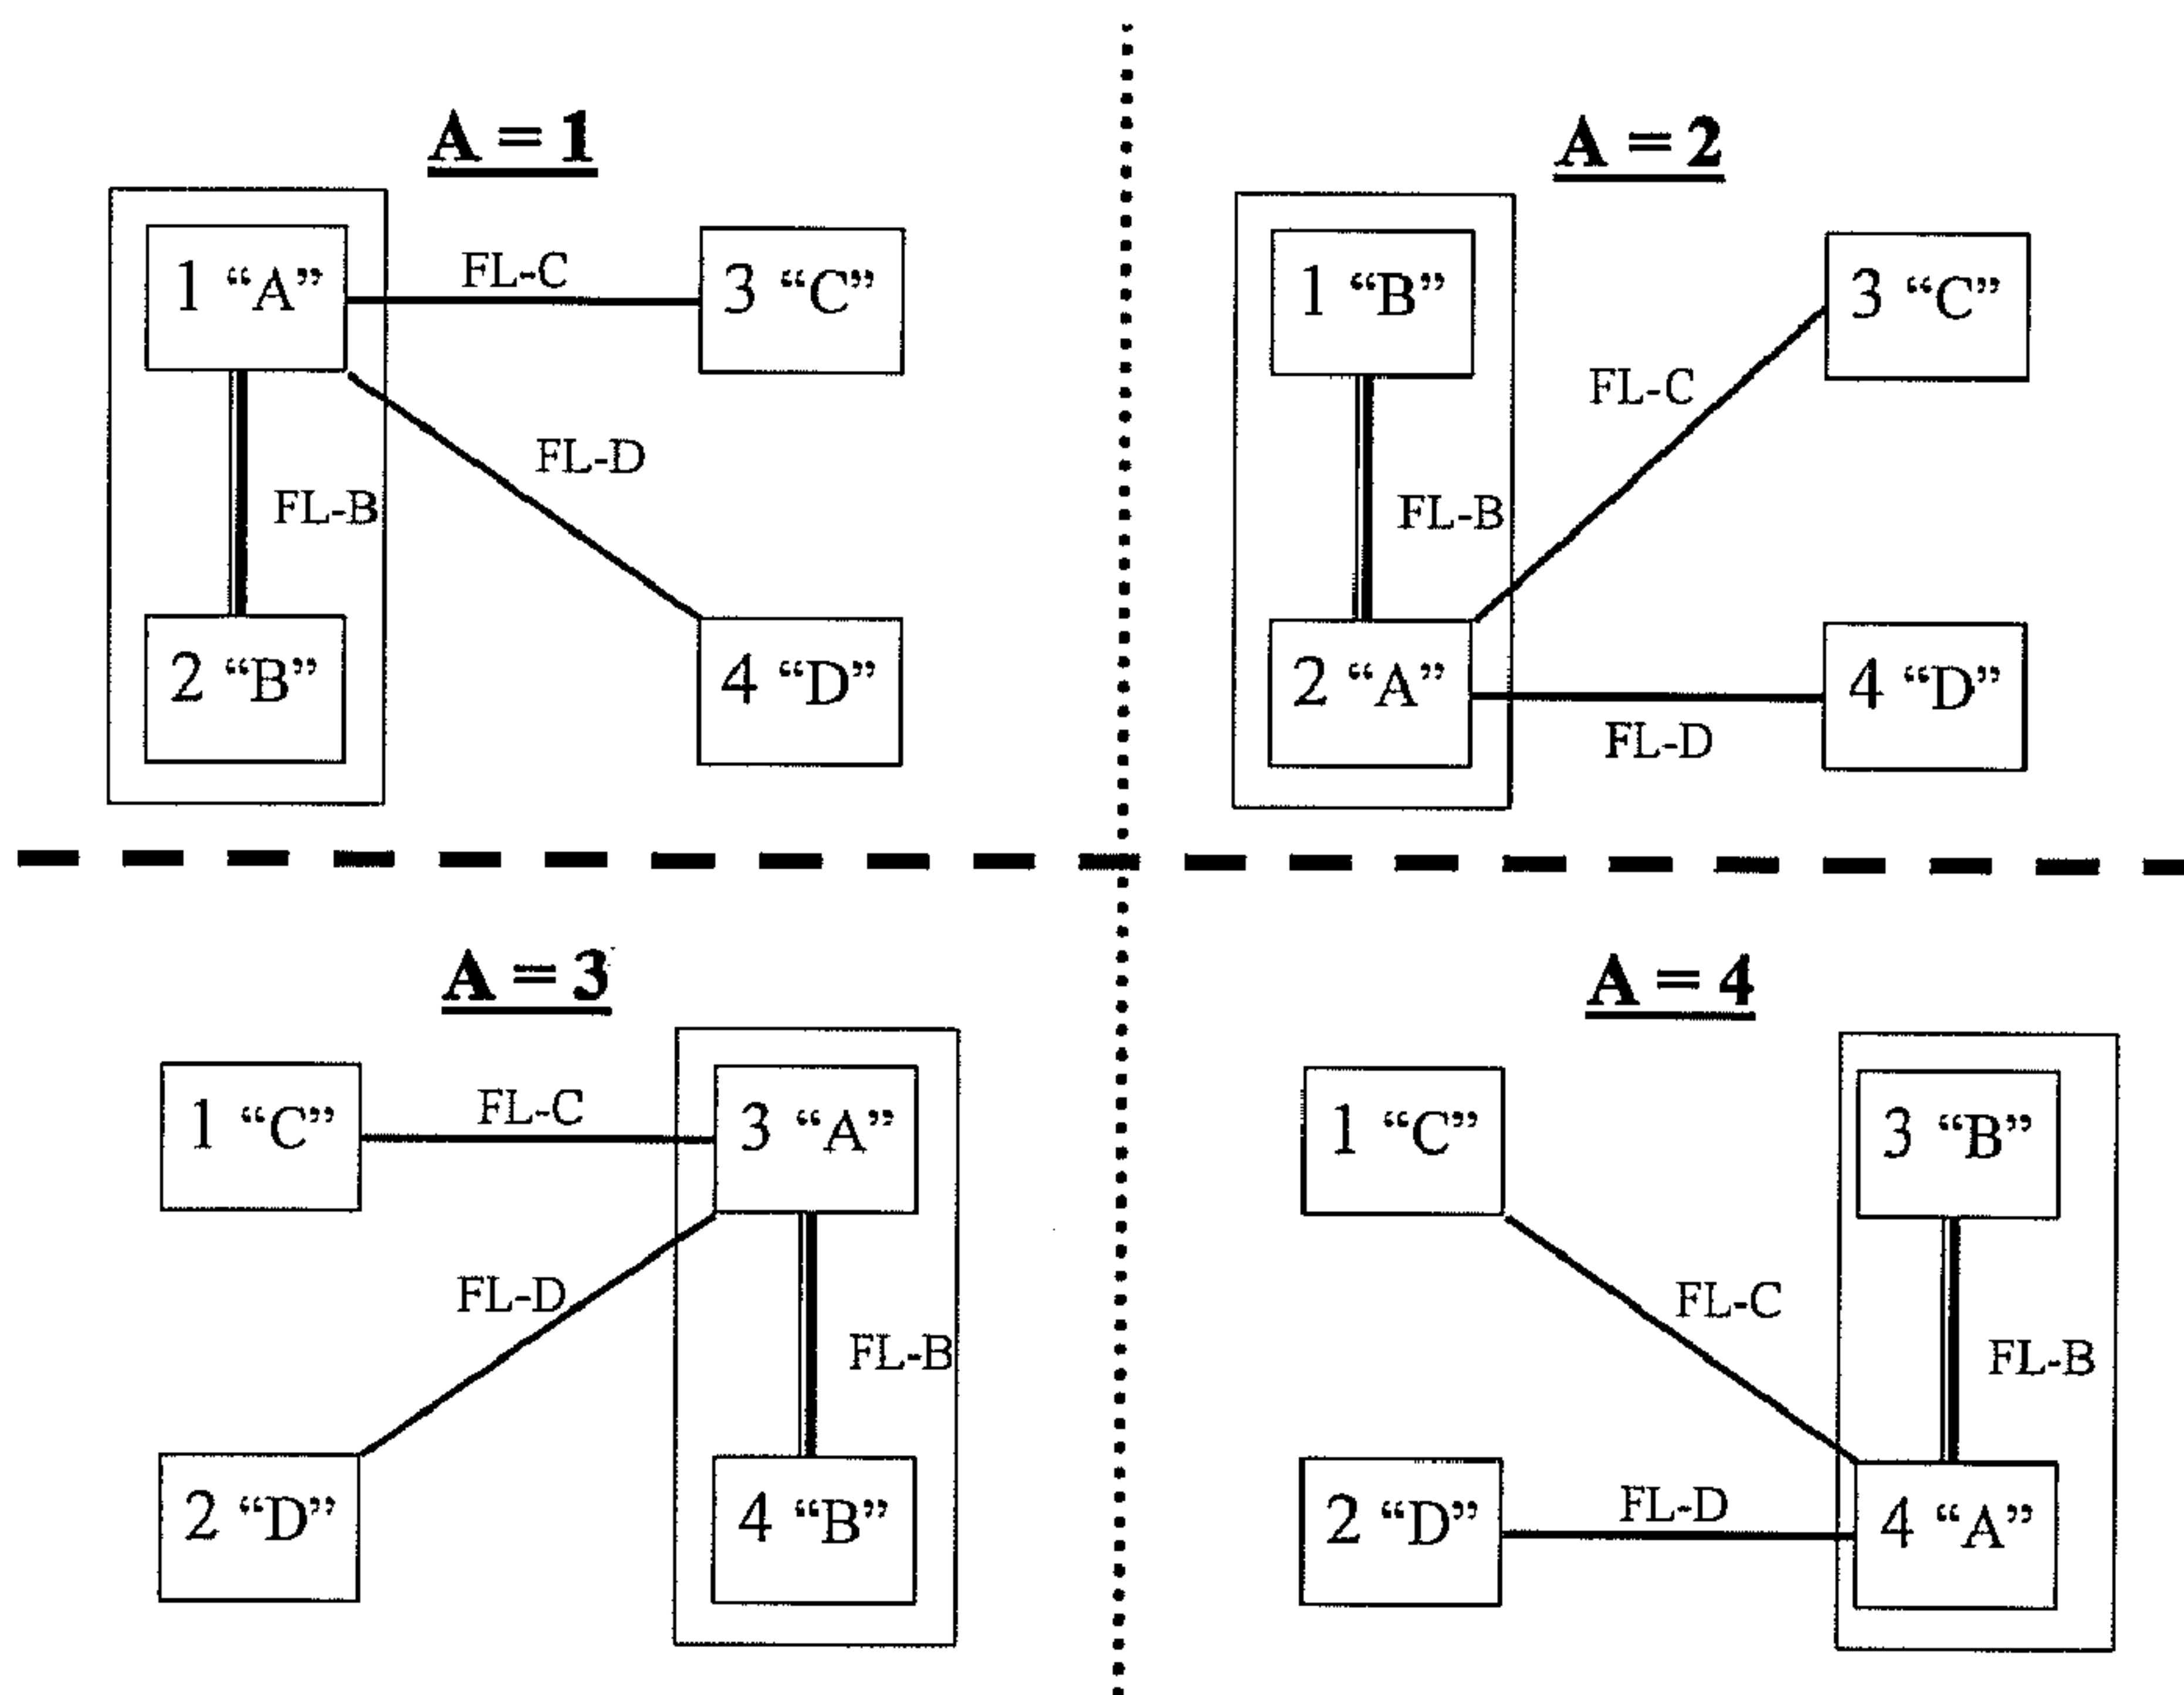 A = 1
1 “A”
FL-C
3 “C”
FL-D
FL-B
2 “B”
4 “D”
A = 2
1 “B”
3 “C”
FL-C
FL-B
2 “A”
4 “D”
FL-D
A = 3
1 “C”
FL-C
3 “A”
FL-D
FL-B
2 “D”
4 “B”
A = 4
1 “C”
3 “B”
FL-C
FL-B
2 “D”
FL-D
4 “A”